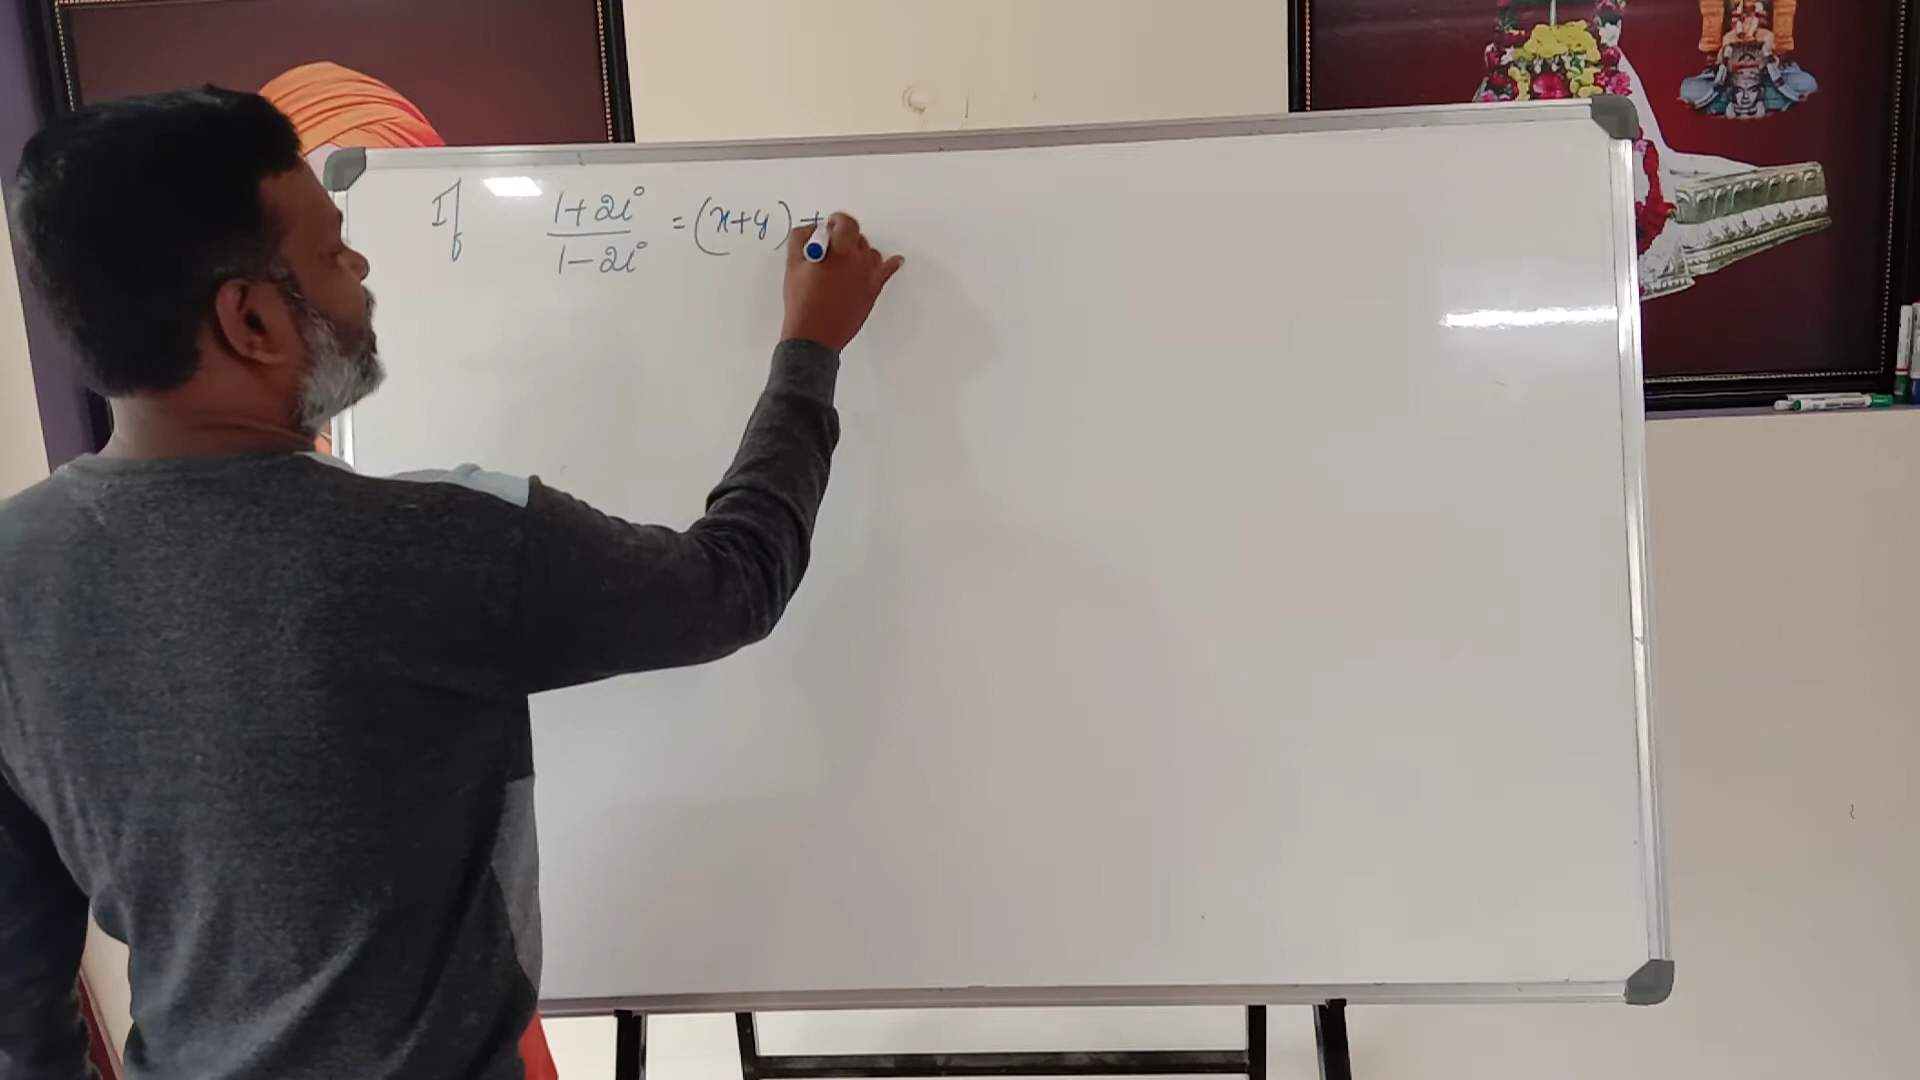 If (1+2i)/(1-2i) = (x+y) +